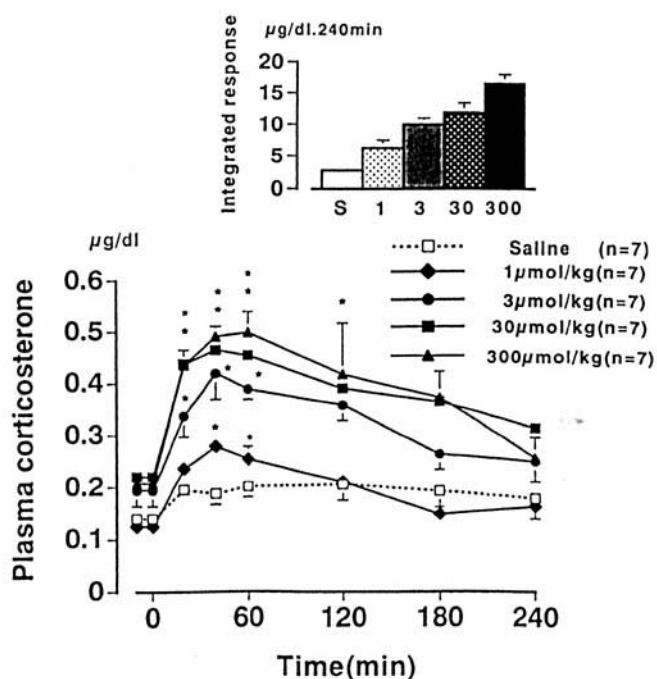 µg/dl.240min
Integrated response
20
15
10
5
0
S 1 3 30 300
µg/dl
Saline (n=7)
1µmol/kg(n=7)
3µmol/kg(n=7)
30µmol/kg(n=7)
300µmol/kg(n=7)
Plasma corticosterone
0.6
0.5
0.4
0.3
0.2
0.1
0
0 60 120 180 240
Time(min)